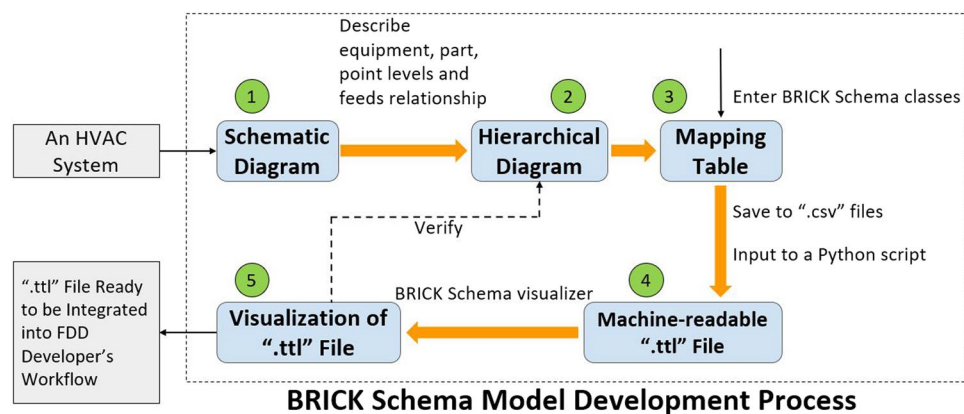 Describe
equipment, part,
point levels and
feeds relationship
1
2
3
Enter BRICK Schema classes
An HVAC
System
Schematic
Diagram
Hierarchical
Diagram
Mapping
Table
Verify
Save to “.csv” files
Input to a Python script
“.ttl” File Ready
to be Integrated
into FDD
Developer’s
Workflow
5
Visualization of
“.ttl” File
BRICK Schema visualizer
4
Machine-readable
“.ttl” File
BRICK Schema Model Development Process